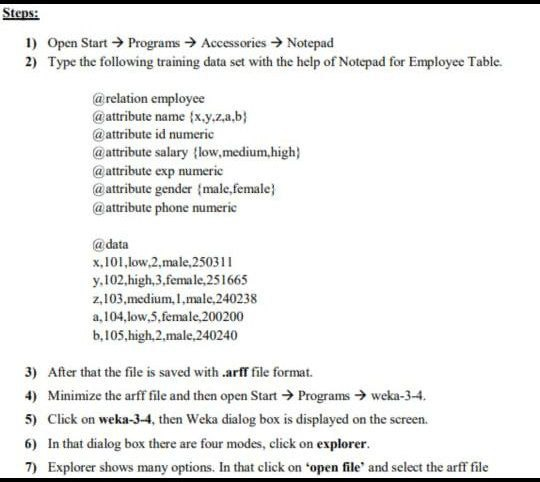 Steps:
1) Open Start → Programs → Accessories → Notepad
2) Type the following training data set with the help of Notepad for Employee Table.
@relation employee
@attribute name {x,y,z,a,b}
@attribute id numeric
@attribute salary {low,medium,high}
@attribute exp numeric
@attribute gender {male,female}
@attribute phone numeric
@data
x,101,low,2,male,250311
y,102,high,3,female,251665
z,103,medium,1,male,240238
a,104,low,5,female,200200
b,105,high,2,male,240240
3) After that the file is saved with .arff file format.
4) Minimize the arff file and then open Start → Programs → weka-3-4.
5) Click on weka-3-4, then Weka dialog box is displayed on the screen.
6) In that dialog box there are four modes, click on explorer.
7) Explorer shows many options. In that click on ‘open file’ and select the arff file